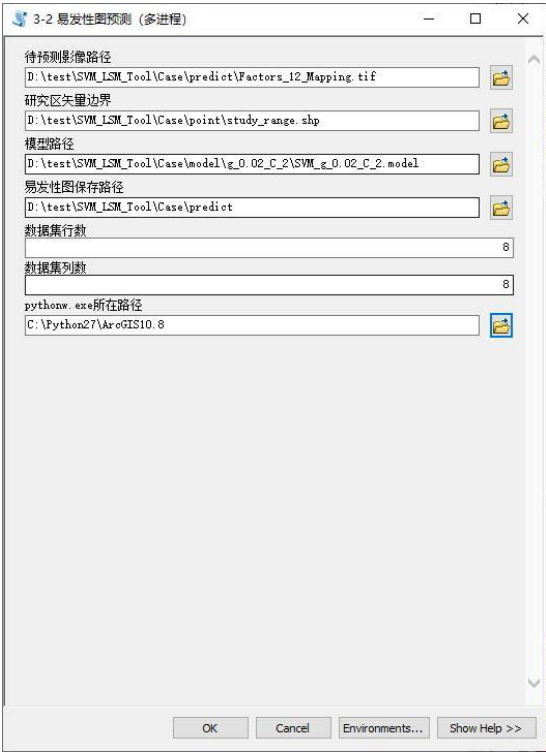 3-2 易发性图预测（多进程）
待预测影像路径
D:\test\SVM_LSM_Tool\Case\predict\Factors_12_Mapping.tif
研究区矢量边界
D:\test\SVM_LSM_Tool\Case\point\study_range.shp
模型路径
D:\test\SVM_LSM_Tool\Case\model\g_0.02_C_2\SVM_g_0.02_C_2.model
易发性图保存路径
D:\test\SVM_LSM_Tool\Case\predict
数据集行数
8
数据集列数
8
pythonw.exe所在路径
C:\Python27\ArcGIS10.8
OK Cancel Environments... Show Help >>